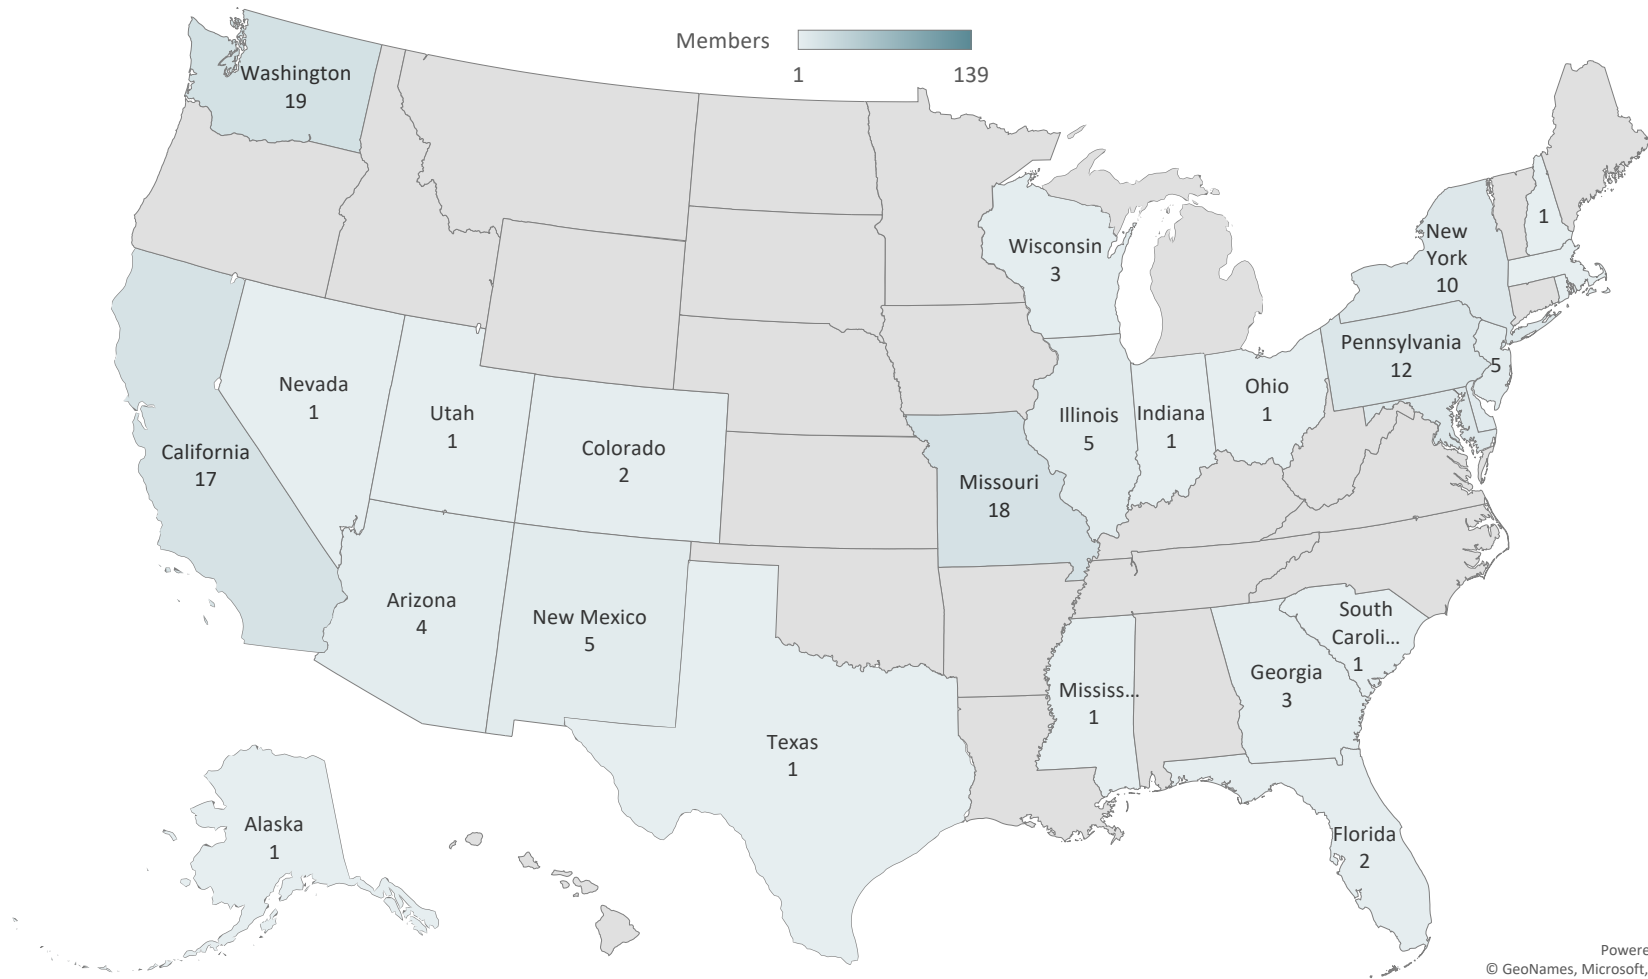 Members
1
139
Washington
19
Wisconsin
3
New
York
10
1
Pennsylvania
12
5
Nevada
1
Utah
1
Colorado
2
California
17
Illinois
5
Indiana
1
Ohio
1
Missouri
18
Arizona
4
New Mexico
5
South
Caroli...
1
Georgia
3
Mississ...
1
Texas
1
Alaska
1
Florida
2
Powere
© GeoNames, Microsoft,